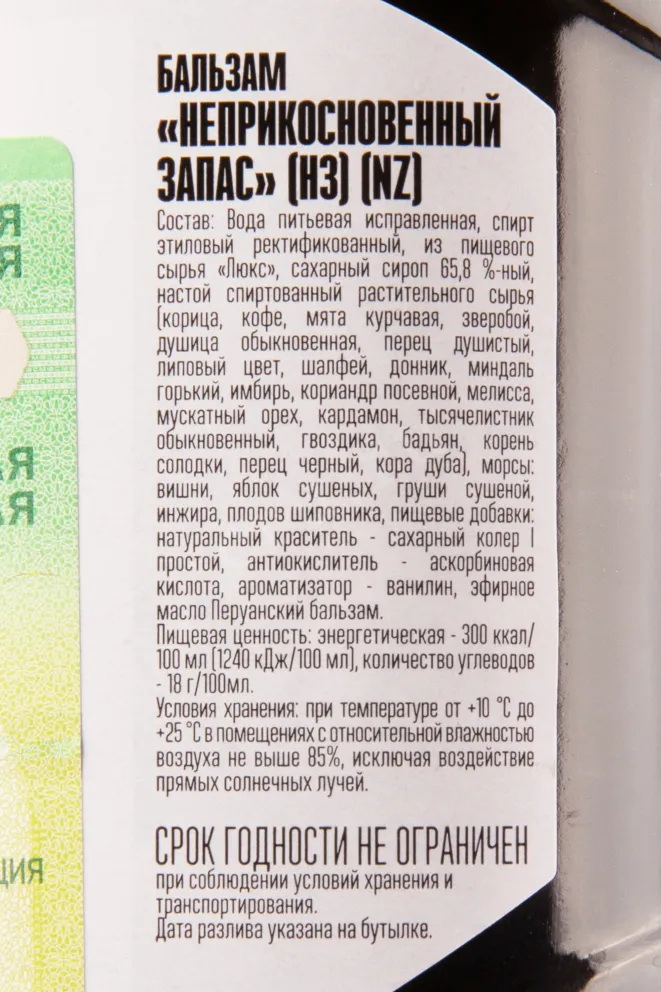 БАЛЬЗАМ
«НЕПРИКОСНОВЕННЫЙ
ЗАПАС» (НЗ) (NZ)
Состав: Вода питьевая исправленная, спирт
этиловый ректификованный, из пищевого
сырья «Люкс», сахарный сироп 65,8 %-ный,
настой спиртованный растительного сырья
(корица, кофе, мята курчавая, зверобой,
душица обыкновенная, перец душистый,
липовый цвет, шалфей, донник, миндаль
горький, имбирь, кориандр посевной, мелисса,
мускатный орех, кардамон, тысячелистник
обыкновенный, гвоздика, бадьян, корень
солодки, перец черный, кора дуба), морсы:
вишни, яблок сушеных, груши сушеной,
инжира, плодов шиповника, пищевые добавки:
натуральный краситель - сахарный колер I
простой, антиокислитель - аскорбиновая
кислота, ароматизатор - ванилин, эфирное
масло Перуанский бальзам.
Пищевая ценность: энергетическая - 300 ккал/
100 мл (1240 кДж/100 мл), количество углеводов
- 18 г/100мл.
Условия хранения: при температуре от +10 °С до
+25 °С в помещениях с относительной влажностью
воздуха не выше 85%, исключая воздействие
прямых солнечных лучей.
СРОК ГОДНОСТИ НЕ ОГРАНИЧЕН
при соблюдении условий хранения и
транспортирования.
Дата разлива указана на бутылке.